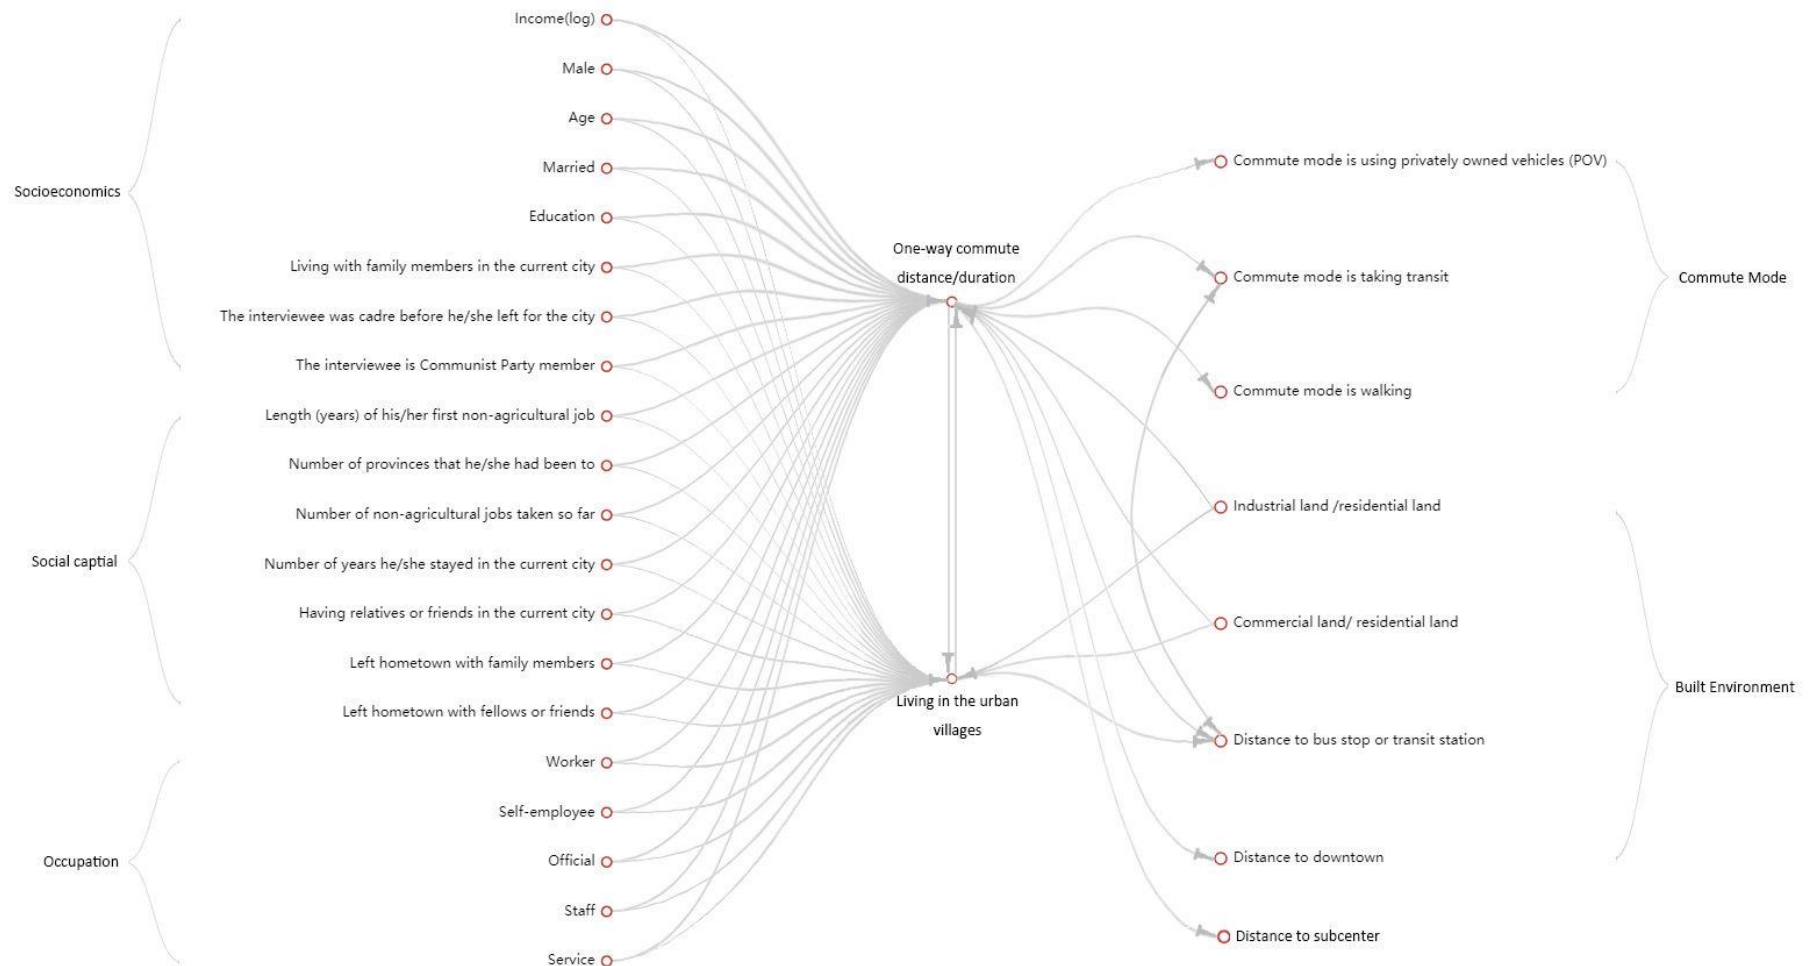 Socioeconomics
Income(log)
Male
Age
Married
Education
Living with family members in the current city
The interviewee was cadre before he/she left for the city
The interviewee is Communist Party member
Social captial
Length (years) of his/her first non-agricultural job
Number of provinces that he/she had been to
Number of non-agricultural jobs taken so far
Number of years he/she stayed in the current city
Having relatives or friends in the current city
Left hometown with family members
Left hometown with fellows or friends
Occupation
Worker
Self-employee
Official
Staff
Service
One-way commute
distance/duration
Living in the urban
villages
Commute mode is using privately owned vehicles (POV)
Commute mode is taking transit
Commute mode is walking
Commute Mode
Industrial land /residential land
Commercial land/ residential land
Distance to bus stop or transit station
Distance to downtown
Distance to subcenter
Built Environment